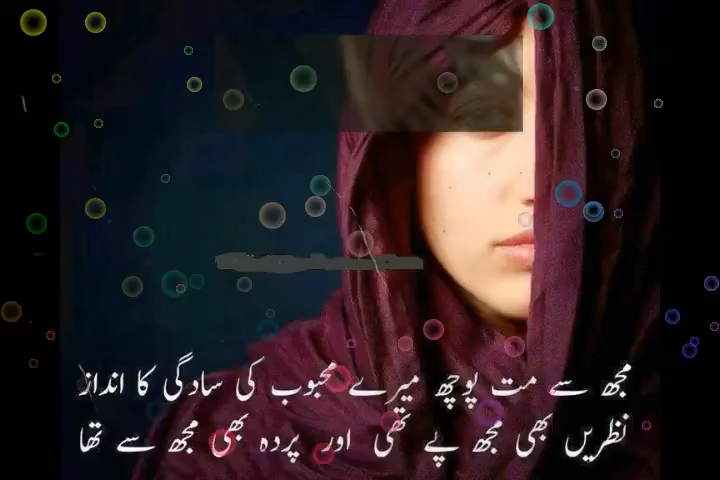 مجھ سے مت پوچھ میرے محبوب کی سادگی کا انداز
نظریں بھی مجھ پے تھی اور پردہ بھی مجھ سے تھا